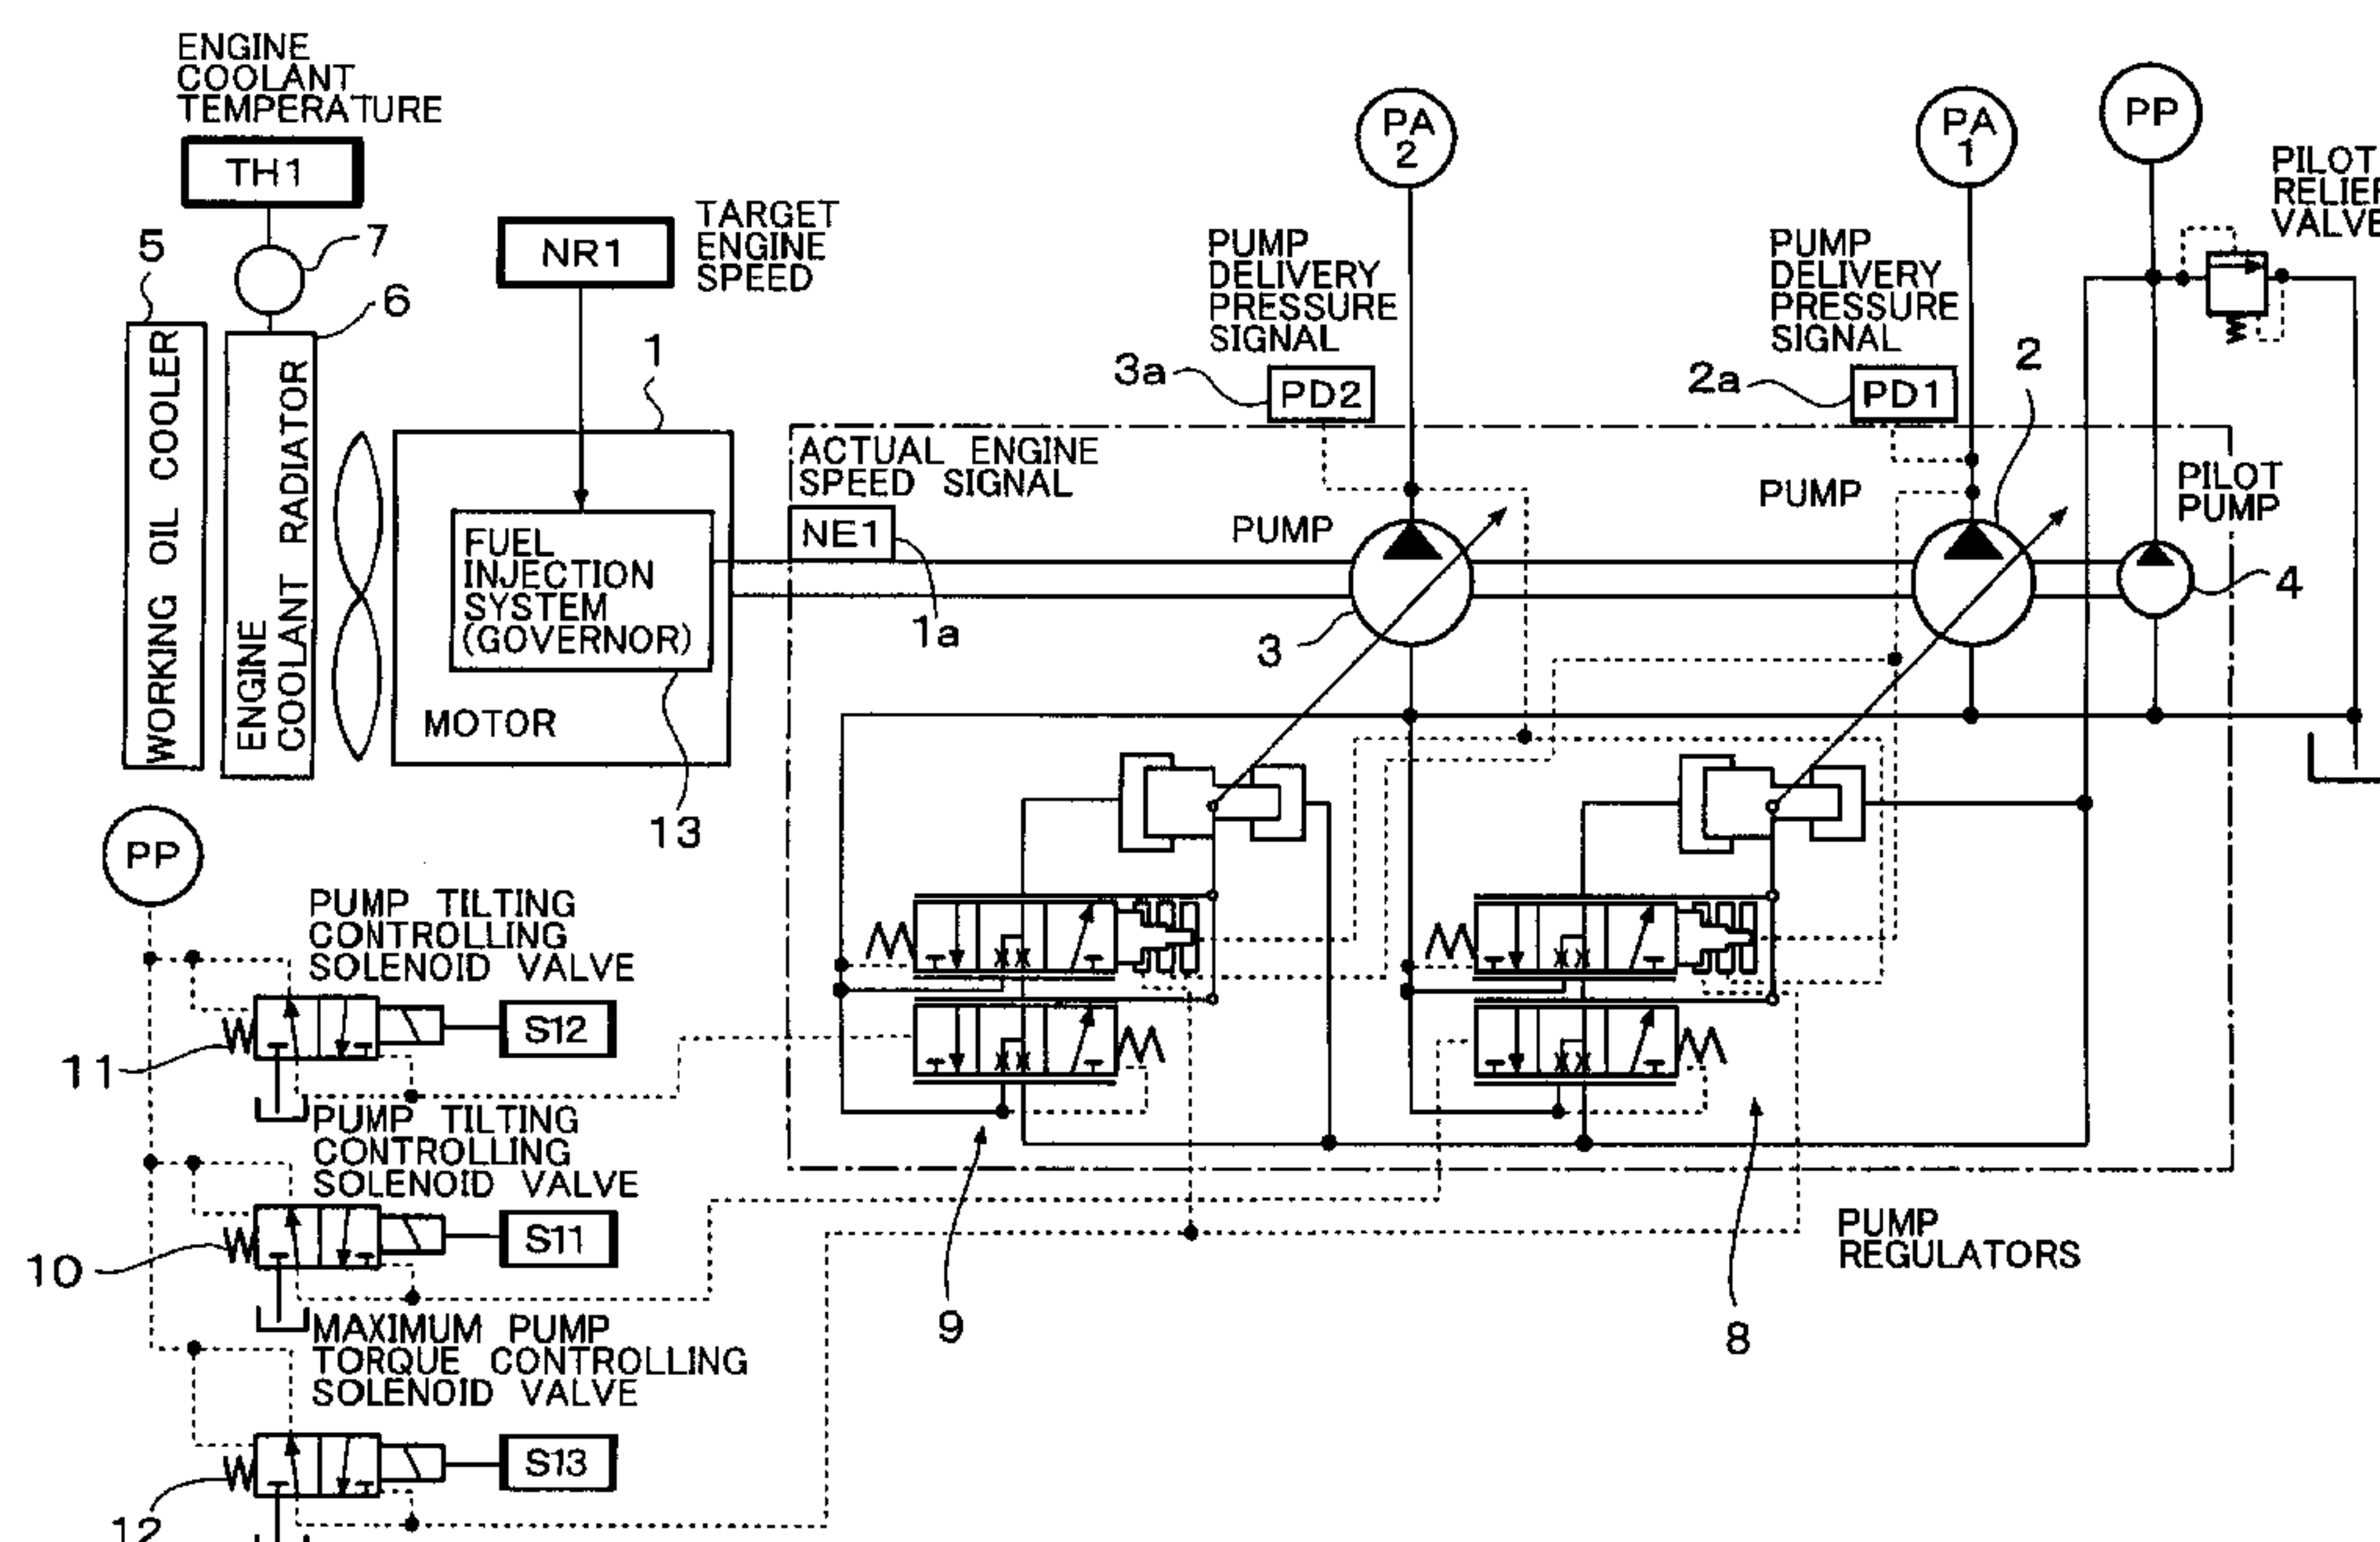 ENGINE
COOLANT
TEMPERATURE
TH1
7
5
6
WORKING OIL COOLER
ENGINE
COOLANT RADIATOR
NR1
TARGET
ENGINE
SPEED
1
FUEL
INJECTION
SYSTEM
(GOVERNOR)
MOTOR
13
ACTUAL ENGINE
SPEED SIGNAL
NE1
1a
PA
2
PUMP
DELIVERY
PRESSURE
SIGNAL
3a
PD2
PUMP
3
PA
1
PUMP
DELIVERY
PRESSURE
SIGNAL
2a
PD1
2
PUMP
PP
PILOT
PUMP
4
PILOT
VALVE
PP
PUMP TILTING
CONTROLLING
SOLENOID VALVE
S12
11
PUMP TILTING
CONTROLLING
SOLENOID VALVE
S11
10
MAXIMUM PUMP
TORQUE CONTROLLING
SOLENOID VALVE
S13
12
9
8
PUMP
REGULATORS